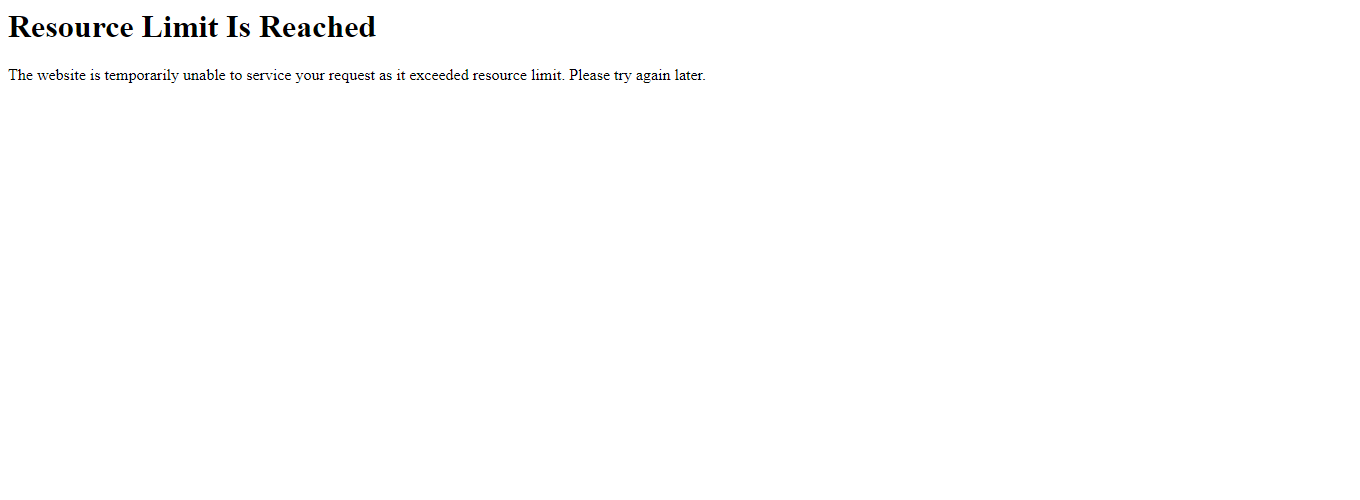 Resource Limit Is Reached
The website is temporarily unable to service your request as it exceeded resource limit. Please try again later.